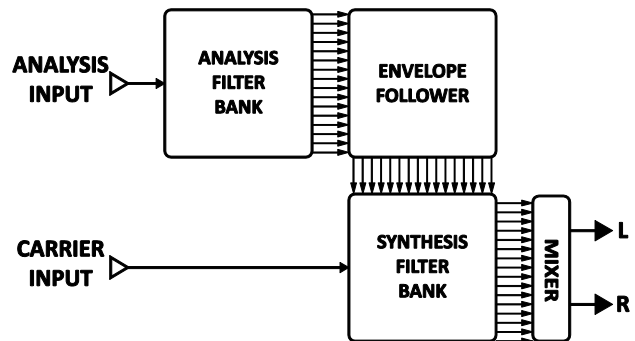 ANALYSIS
INPUT
ANALYSIS
FILTER
BANK
ENVELOPE
FOLLOWER
CARRIER
INPUT
SYNTHESIS
FILTER
BANK
MIXER
L
R